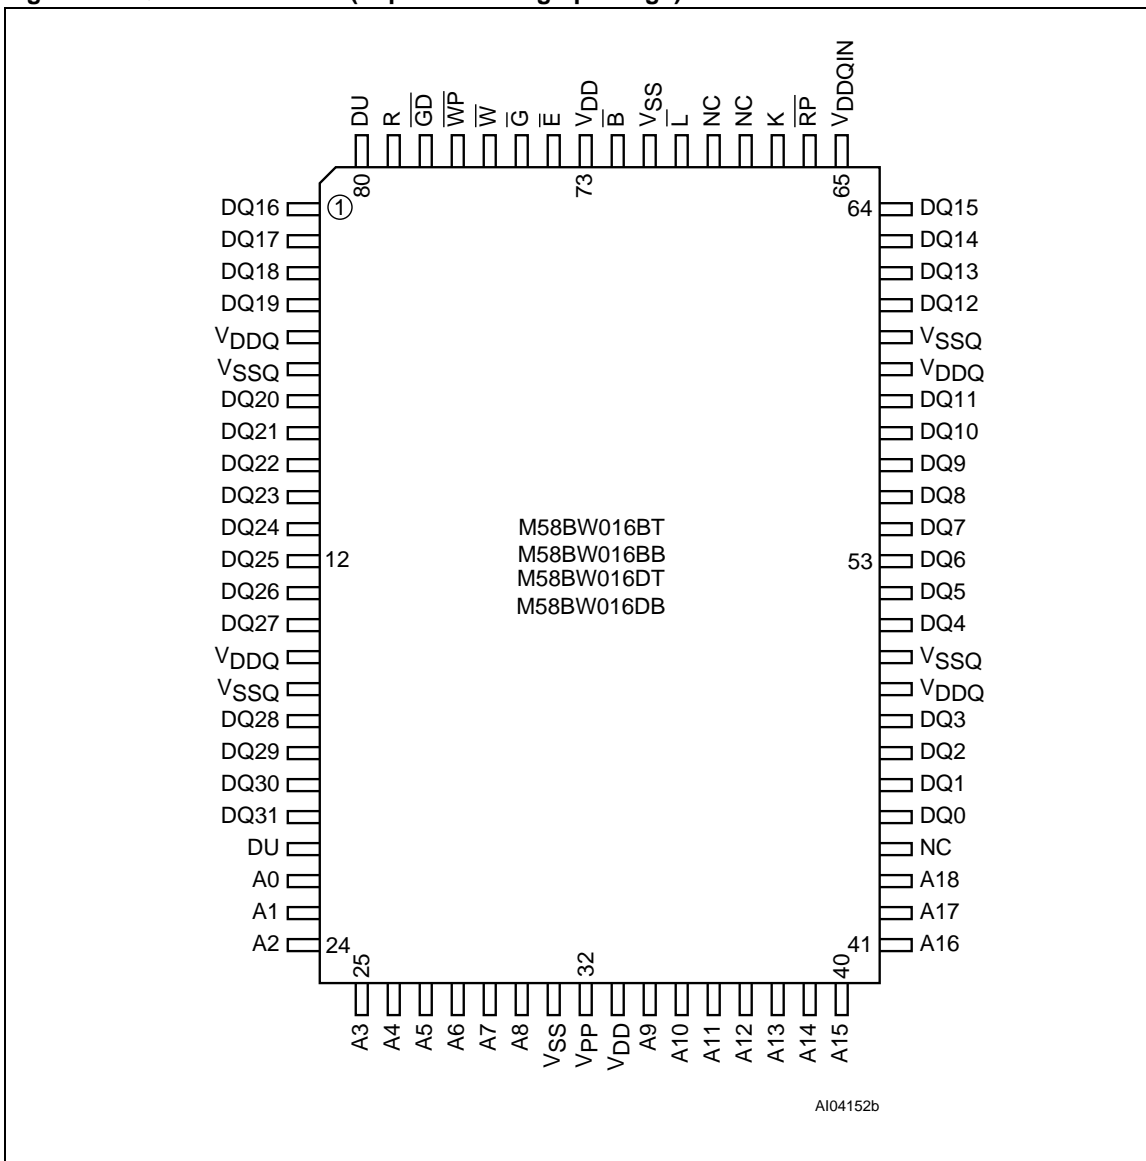 DU
R
G̅D̅
W̅P̅
W̅
G̅
E̅
VDD
B̅
VSS
L̅
NC
NC
K
R̅P̅
VDDQIN
80
73
65
DQ16
1
64
DQ15
DQ17
DQ14
DQ18
DQ13
DQ19
DQ12
VDDQ
VSSQ
VSSQ
VDDQ
DQ20
DQ11
DQ21
DQ10
DQ22
DQ9
DQ23
DQ8
DQ24
DQ7
DQ25
12
53
DQ6
DQ26
DQ5
DQ27
DQ4
VDDQ
VSSQ
VSSQ
VDDQ
DQ28
DQ3
DQ29
DQ2
DQ30
DQ1
DQ31
DQ0
DU
NC
A0
A18
A1
A17
A2
24
41
A16
M58BW016BT
M58BW016BB
M58BW016DT
M58BW016DB
25
32
40
A3
A4
A5
A6
A7
A8
VSS
VPP
VDD
A9
A10
A11
A12
A13
A14
A15
AI04152b